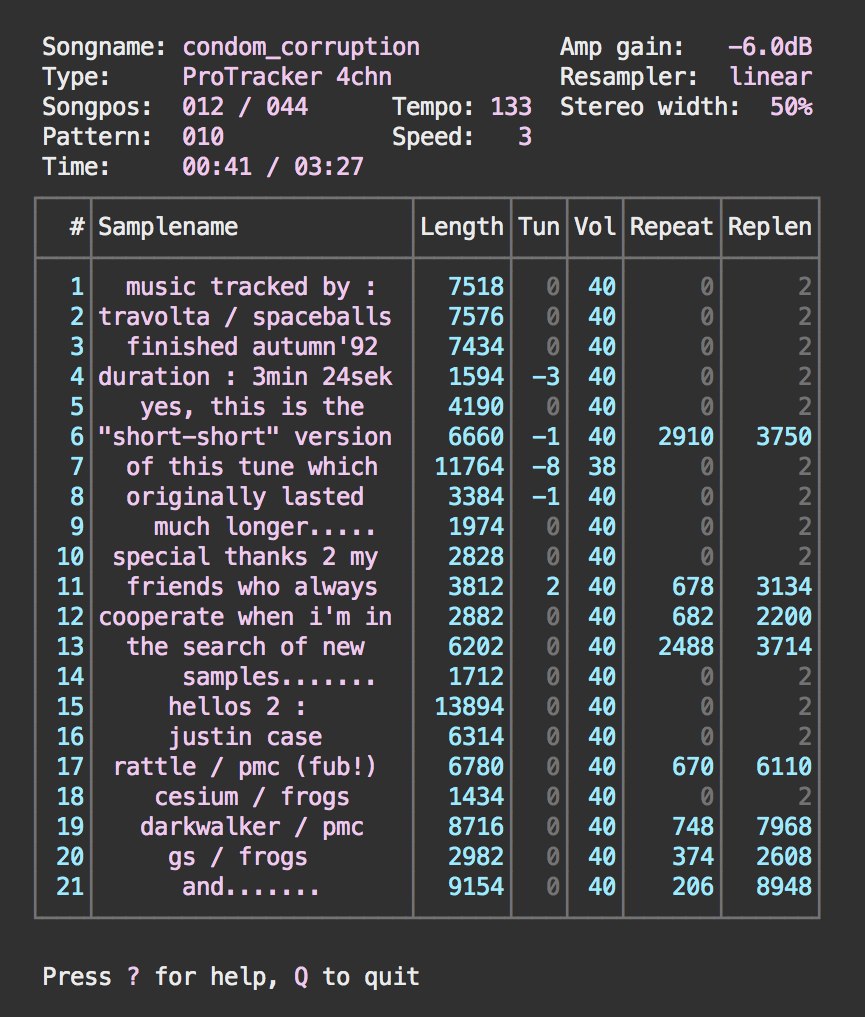 Songname: condom_corruption Amp gain: −6.0dB
Type: ProTracker 4chn Resampler: linear
Songpos: 012 / 044 Tempo: 133 Stereo width: 50%
Pattern: 010 Speed: 3
Time: 00:41 / 03:27
# Samplename Length Tun Vol Repeat Replen
1 music tracked by : 7518 0 40 0 2
2 travolta / spaceballs 7576 0 40 0 2
3 finished autumn'92 7434 0 40 0 2
4 duration : 3min 24sek 1594 −3 40 0 2
5 yes, this is the 4190 0 40 0 2
6 "short−short" version 6660 −1 40 2910 3750
7 of this tune which 11764 −8 38 0 2
8 originally lasted 3384 −1 40 0 2
9 much longer..... 1974 0 40 0 2
10 special thanks 2 my 2828 0 40 0 2
11 friends who always 3812 2 40 678 3134
12 cooperate when i'm in 2882 0 40 682 2200
13 the search of new 6202 0 40 2488 3714
14 samples....... 1712 0 40 0 2
15 hellos 2 : 13894 0 40 0 2
16 justin case 6314 0 40 0 2
17 rattle / pmc (fub!) 6780 0 40 670 6110
18 cesium / frogs 1434 0 40 0 2
19 darkwalker / pmc 8716 0 40 748 7968
20 gs / frogs 2982 0 40 374 2608
21 and....... 9154 0 40 206 8948
Press ? for help, Q to quit